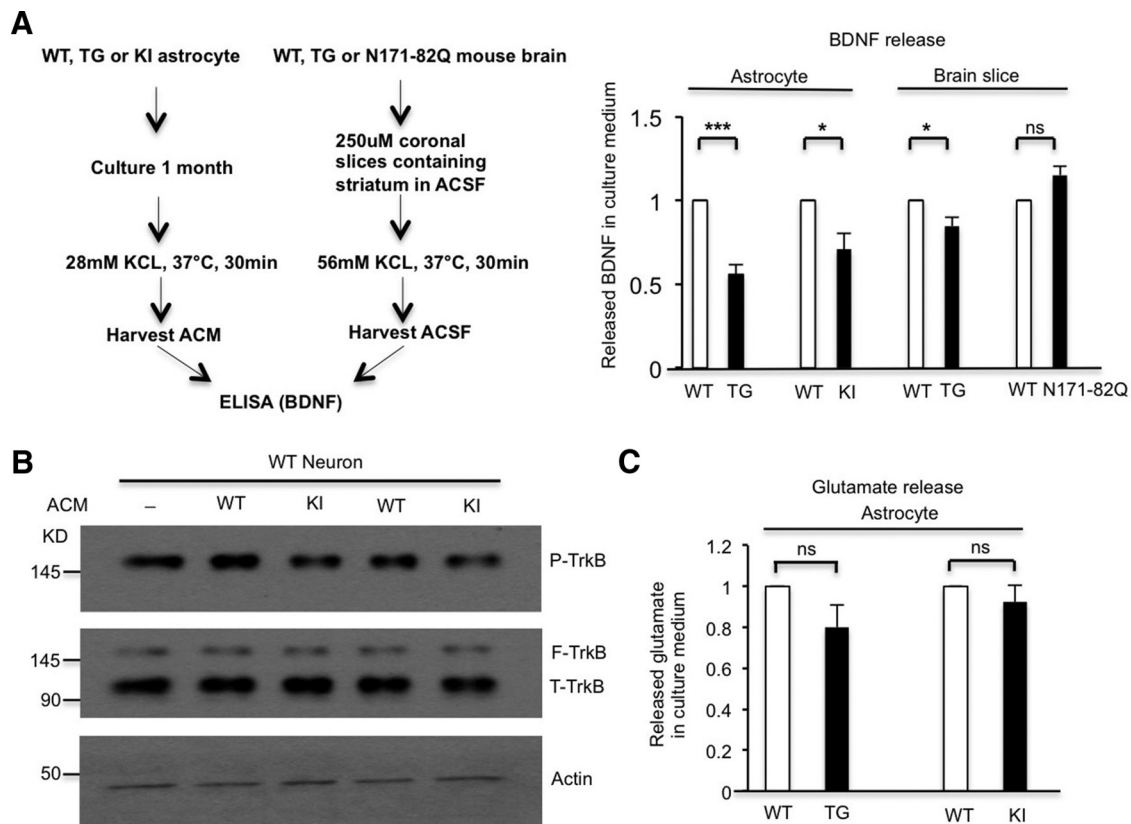 A
WT, TG or KI astrocyte
WT, TG or N171-82Q mouse brain
Culture 1 month
250uM coronal
slices containing
striatum in ACSF
28mM KCL, 37°C, 30min
56mM KCL, 37°C, 30min
Harvest ACM
Harvest ACSF
ELISA (BDNF)
BDNF release
Astrocyte
Brain slice
Released BDNF in culture medium
1.5
1
0.5
0
***
*
*
ns
WT TG
WT KI
WT TG
WT N171-82Q
B
WT Neuron
ACM – WT KI WT KI
KD
145
P-TrkB
145
F-TrkB
90
T-TrkB
50
Actin
C
Glutamate release
Astrocyte
Released glutamate
in culture medium
1.2
1
0.8
0.6
0.4
0.2
0
ns
ns
WT TG
WT KI